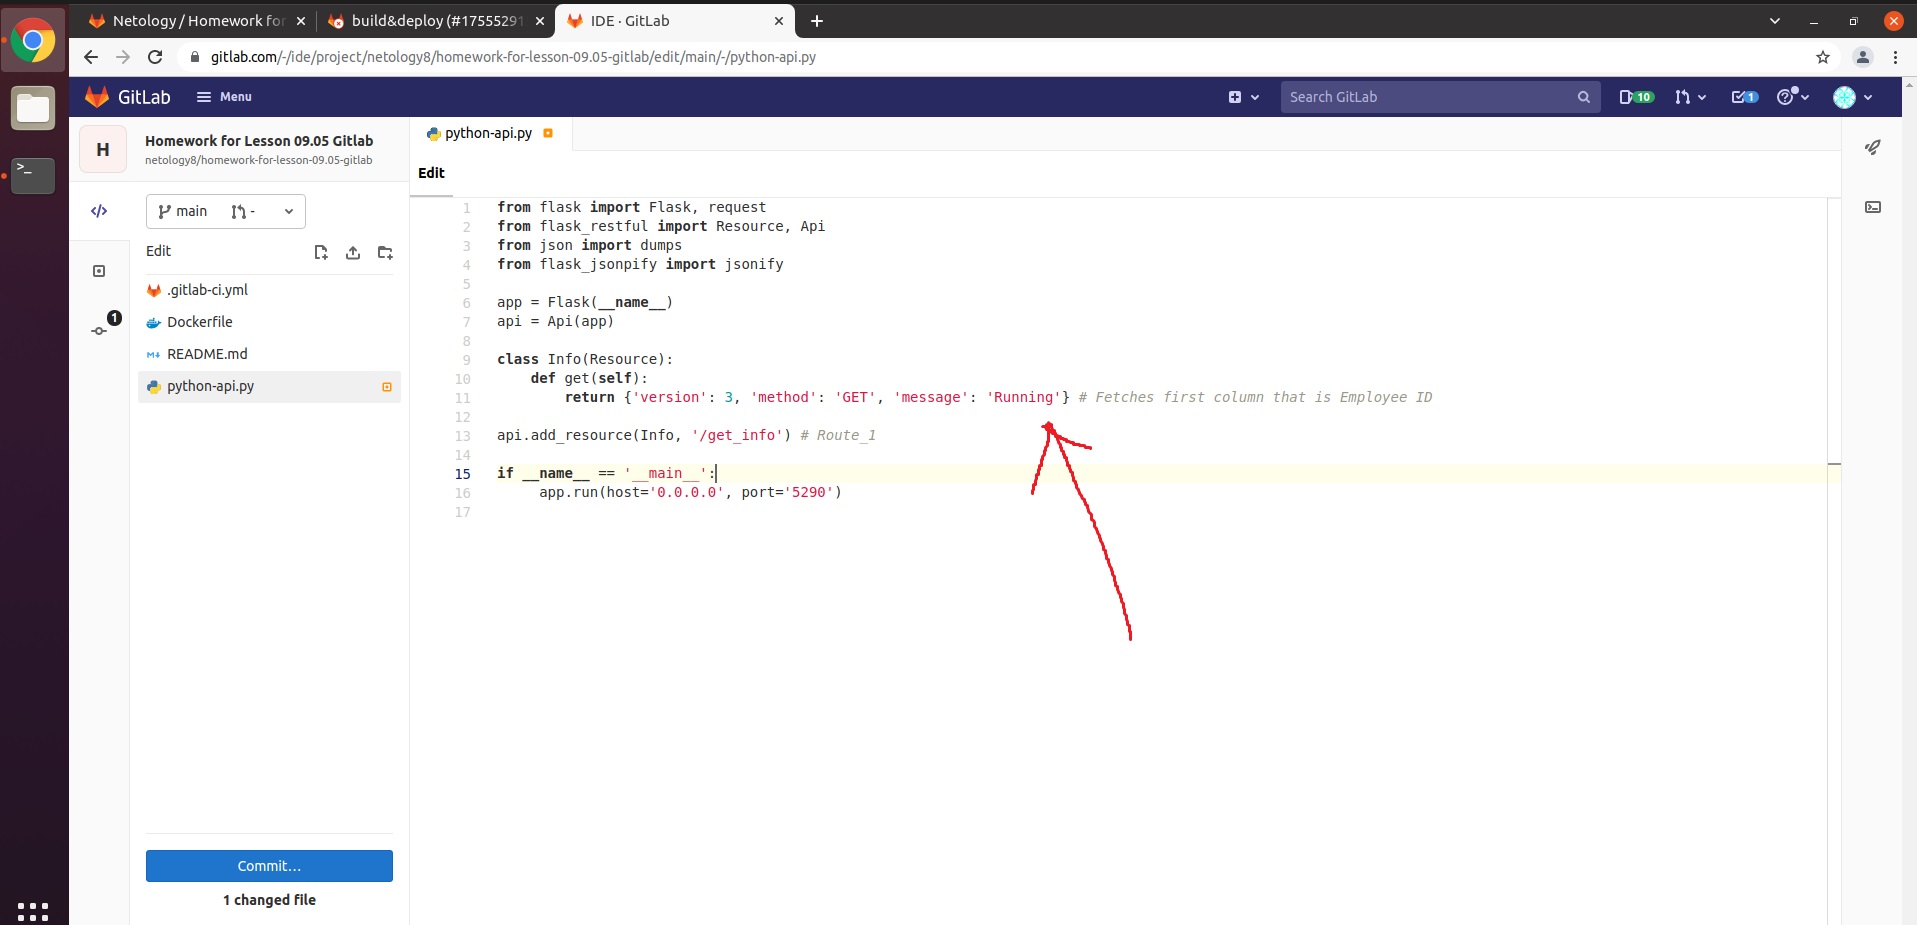 Netology / Homework for
build&deploy (#17555291
IDE · GitLab
gitlab.com/-/ide/project/netology8/homework-for-lesson-09.05-gitlab/edit/main/-/python-api.py
GitLab
Menu
Search GitLab
10
1
H
Homework for Lesson 09.05 Gitlab
netology8/homework-for-lesson-09.05-gitlab
python-api.py
Edit
main
-
Edit
.gitlab-ci.yml
Dockerfile
README.md
python-api.py
1
1 from flask import Flask, request
2 from flask_restful import Resource, Api
3 from json import dumps
4 from flask_jsonpify import jsonify
5
6 app = Flask(__name__)
7 api = Api(app)
8
9 class Info(Resource):
10     def get(self):
11         return {'version': 3, 'method': 'GET', 'message': 'Running'} # Fetches first column that is Employee ID
12
13 api.add_resource(Info, '/get_info') # Route_1
14
15 if __name__ == '__main__':
16      app.run(host='0.0.0.0', port='5290')
17
Commit…
1 changed file